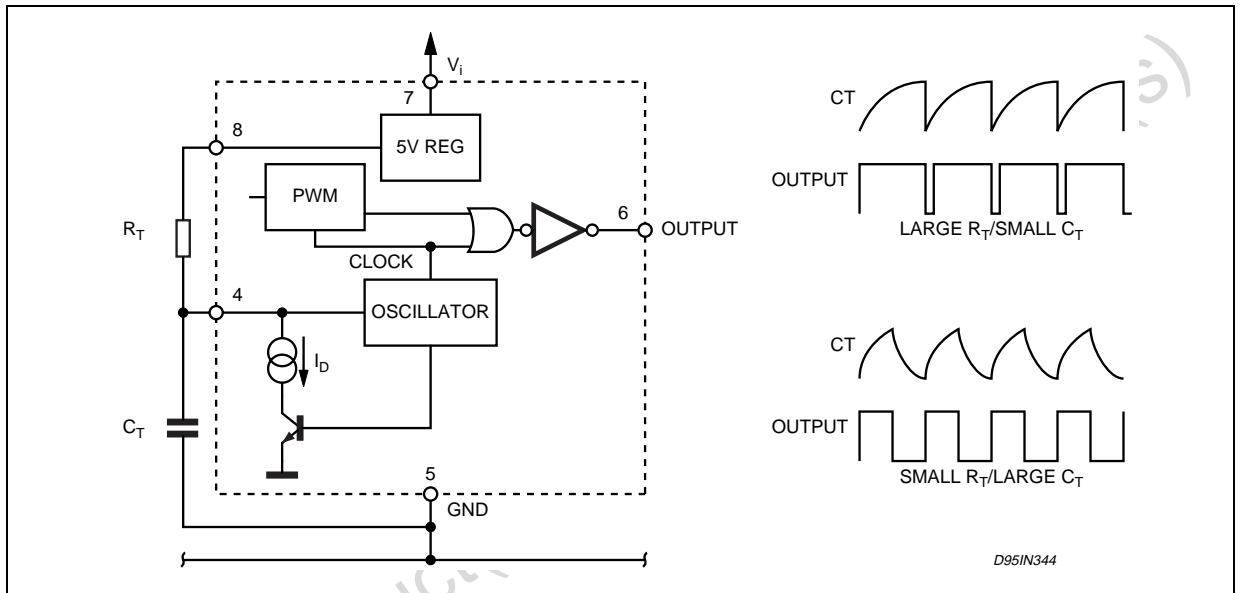 Vi
7
8
5V REG
PWM
6
OUTPUT
RT
CLOCK
4
OSCILLATOR
ID
CT
5
GND
CT
OUTPUT
LARGE RT/SMALL CT
CT
OUTPUT
SMALL RT/LARGE CT
D95IN344